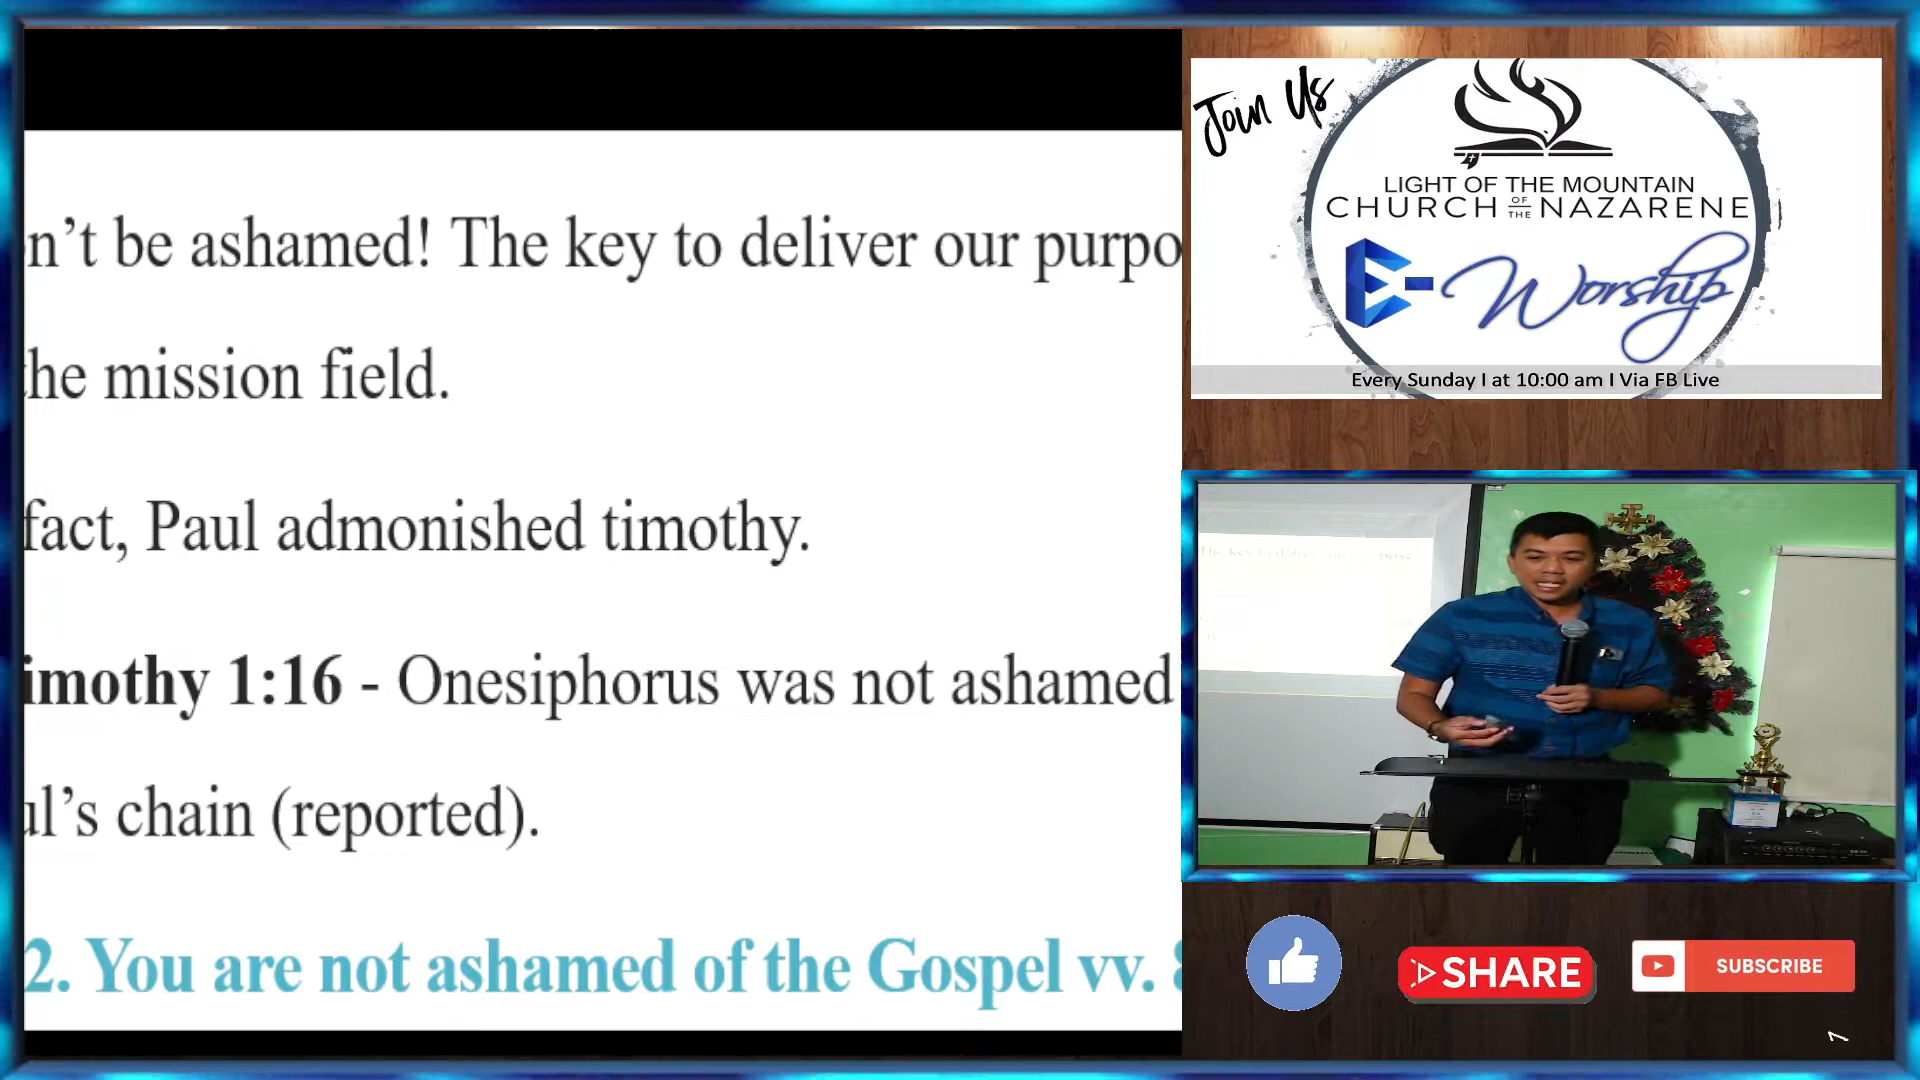 n’t be ashamed! The key to deliver our purpo
the mission field.
fact, Paul admonished timothy.
imothy 1:16 - Onesiphorus was not ashamed
ul’s chain (reported).
2. You are not ashamed of the Gospel vv. 8
Join Us
LIGHT OF THE MOUNTAIN
CHURCH OF THE NAZARENE
E-Worship
Every Sunday I at 10:00 am I Via FB Live
SHARE
SUBSCRIBE